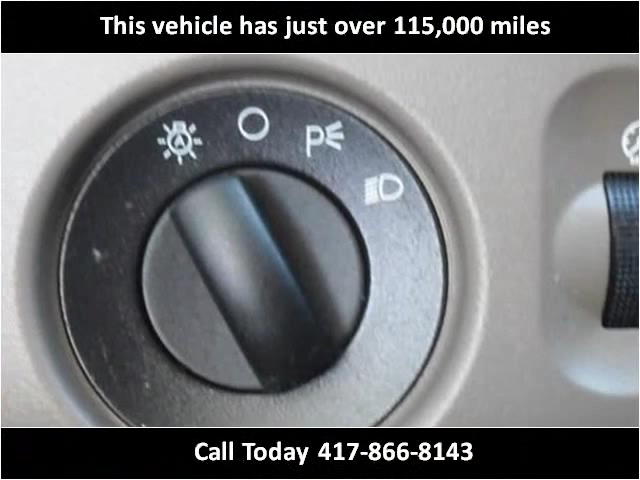 This vehicle has just over 115,000 miles
A
P
Call Today 417-866-8143